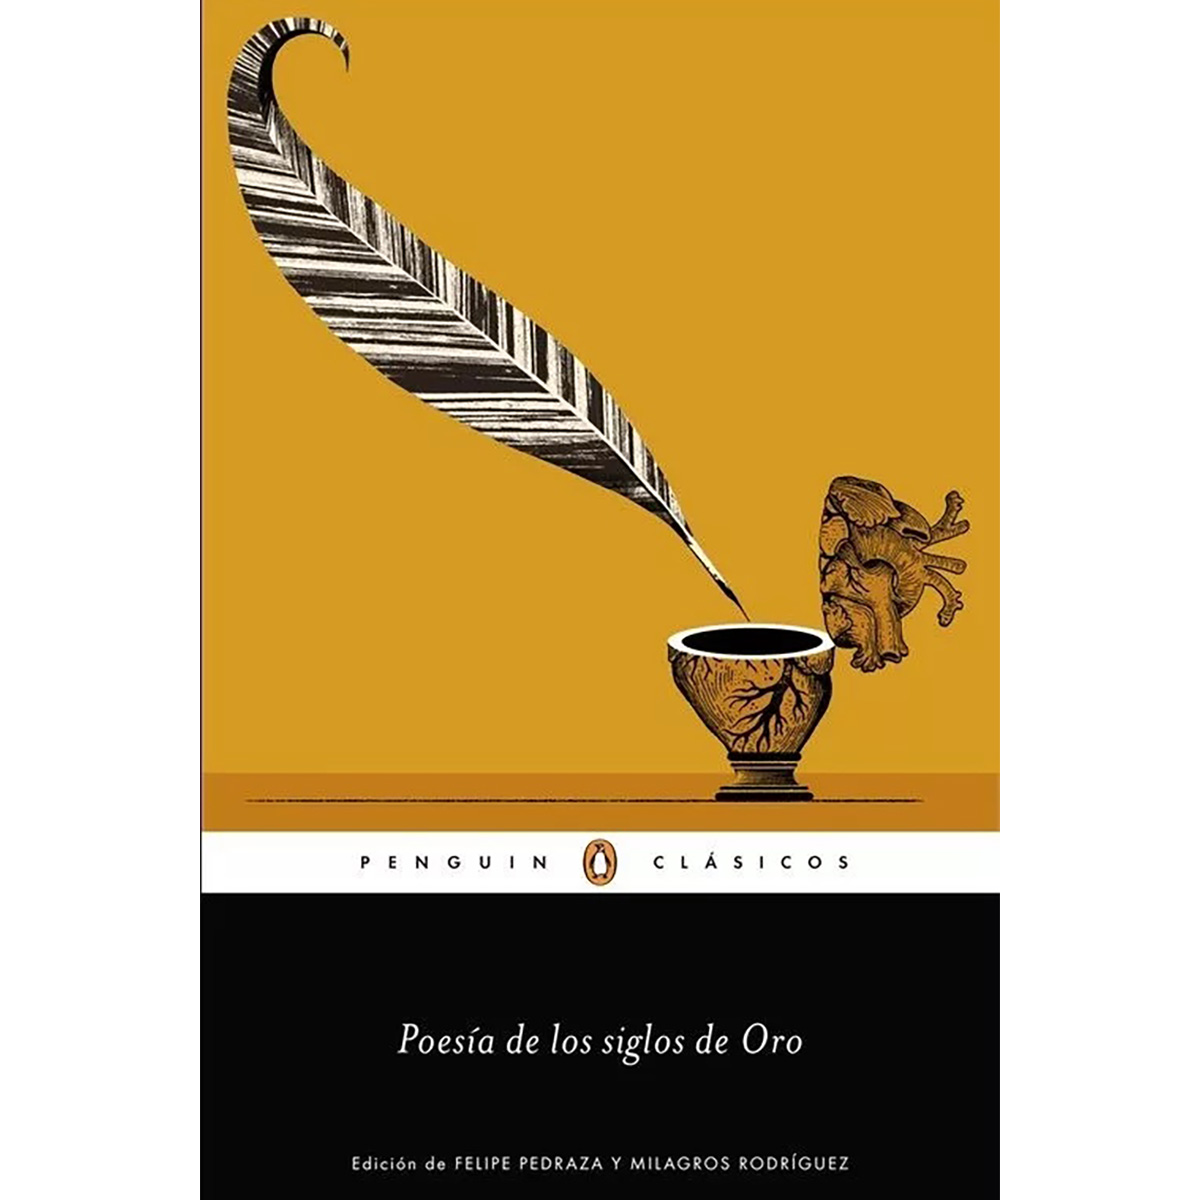 PENGUIN CLÁSICOS
Poesía de los siglos de Oro
Edición de FELIPE PEDRAZA Y MILAGROS RODRÍGUEZ